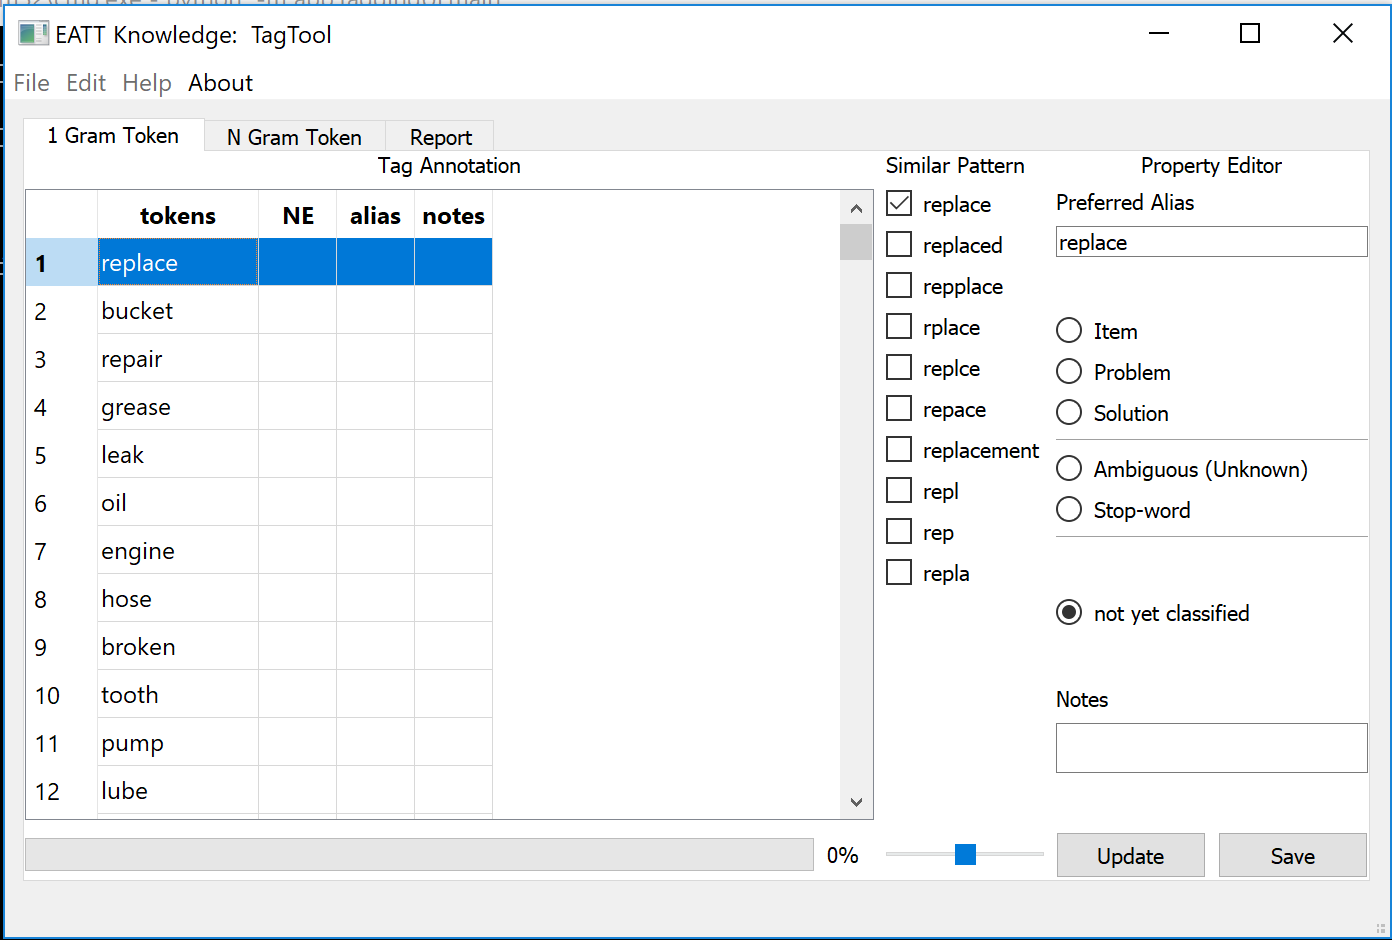 EATT Knowledge: TagTool
File Edit Help About
1 Gram Token N Gram Token Report
Tag Annotation
tokens NE alias notes
1 replace
2 bucket
3 repair
4 grease
5 leak
6 oil
7 engine
8 hose
9 broken
10 tooth
11 pump
12 lube
0%
Similar Pattern
replace
replaced
repplace
rplace
replce
repace
replacement
repl
rep
repla
Property Editor
Preferred Alias
replace
Item
Problem
Solution
Ambiguous (Unknown)
Stop-word
not yet classified
Notes
Update Save